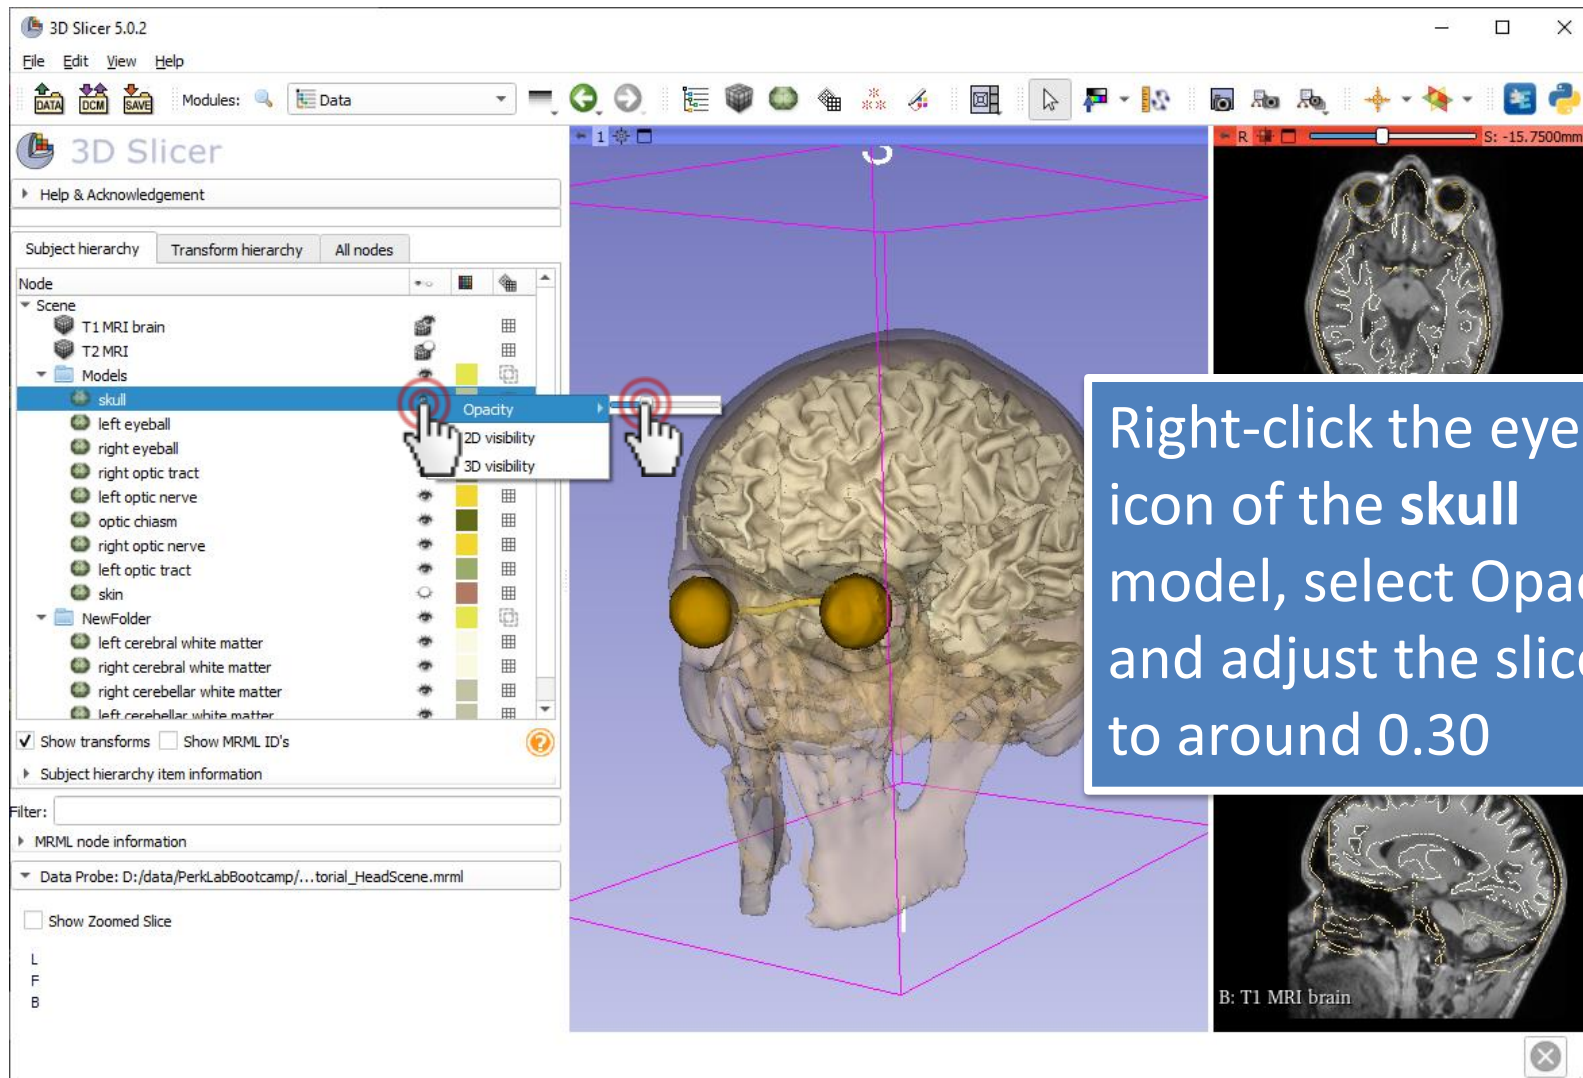 3D Slicer 5.0.2
File Edit View Help
DATA DCM SAVE Modules: Data
1 R S: -15.7500mm
3D Slicer
Help & Acknowledgement
Subject hierarchy Transform hierarchy All nodes
Node
Scene
T1 MRI brain
T2 MRI
Models
skull
Opacity
left eyeball
2D visibility
right eyeball
3D visibility
right optic tract
left optic nerve
optic chiasm
right optic nerve
left optic tract
skin
NewFolder
left cerebral white matter
right cerebral white matter
right cerebellar white matter
left cerebellar white matter
Show transforms Show MRML ID's
Subject hierarchy item information
Filter:
MRML node information
Data Probe: D:/data/PerkLabBootcamp/...torial_HeadScene.mrml
Show Zoomed Slice
L
F
B
Right-click the eye
icon of the skull
model, select Opac
and adjust the slice
to around 0.30
B: T1 MRI brain